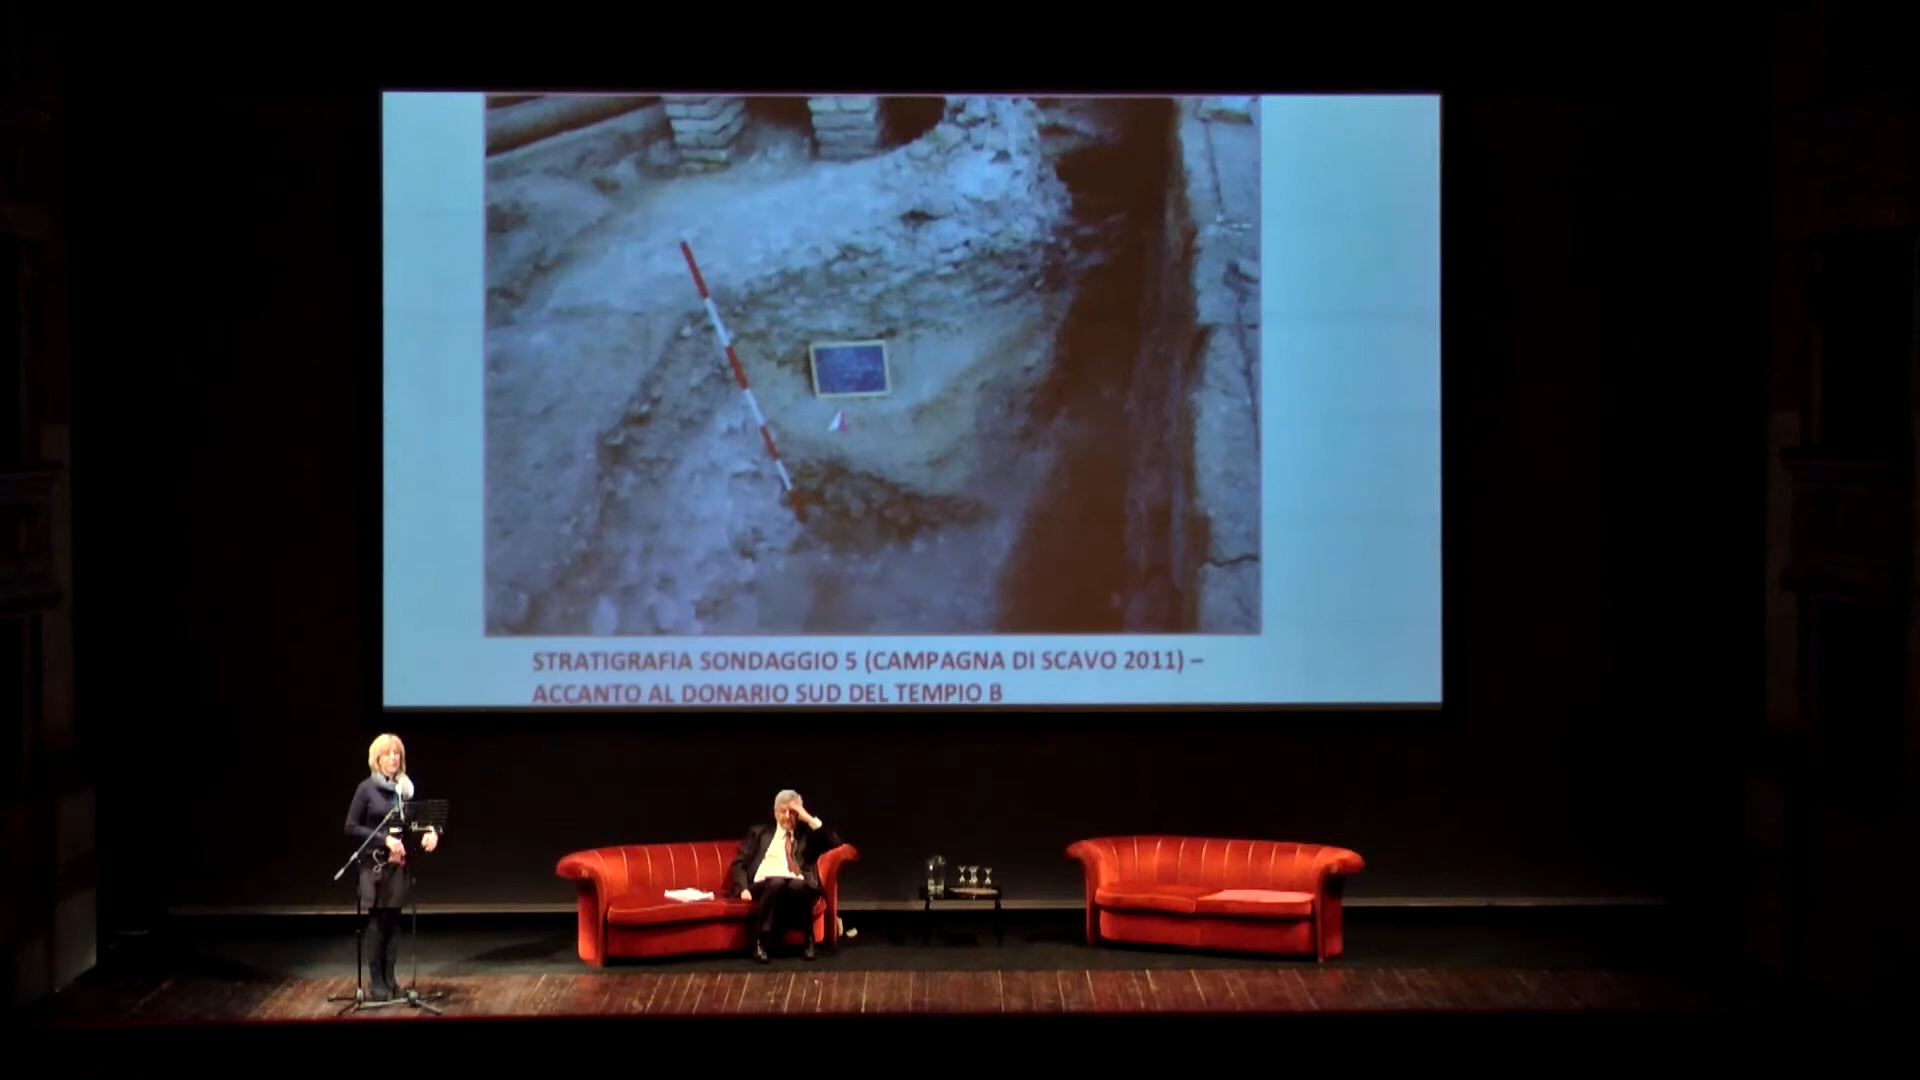 STRATIGRAFIA SONDAGGIO 5 (CAMPAGNA DI SCAVO 2011) –
ACCANTO AL DONARIO SUD DEL TEMPIO B